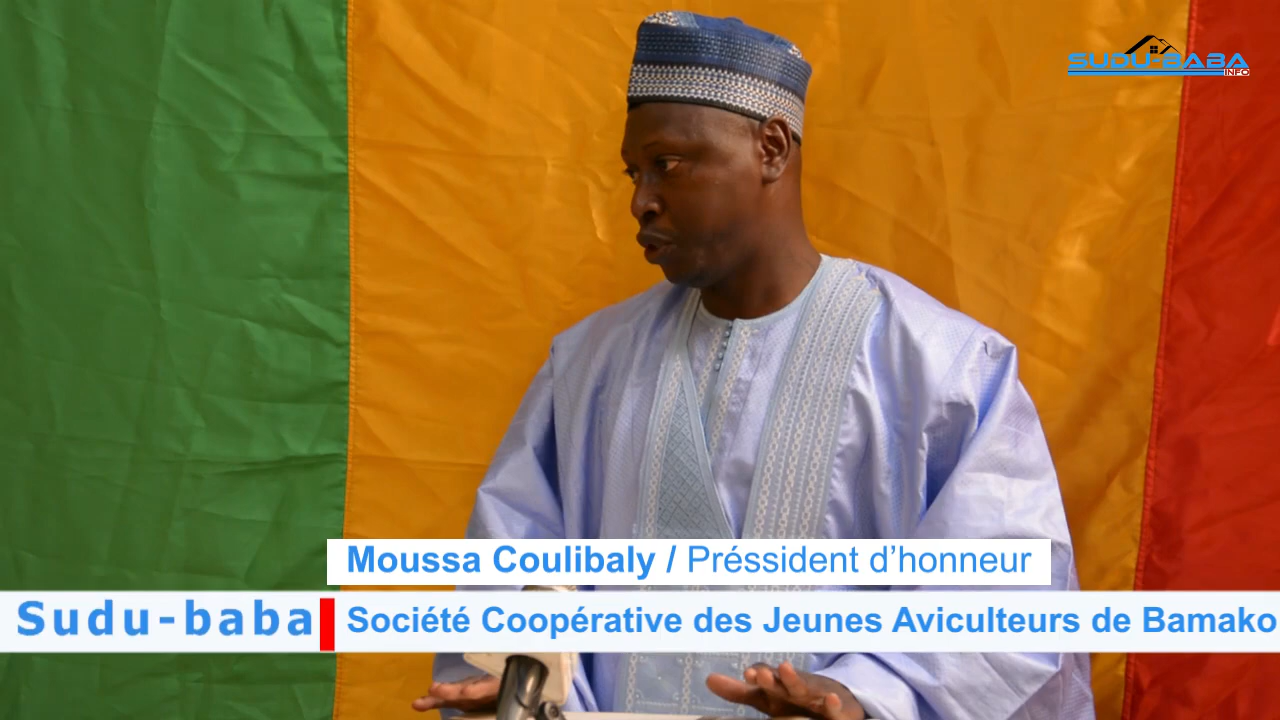 SUDU-BABA
INFO
Moussa Coulibaly / Préssident d’honneur
Sudu-baba
Société Coopérative des Jeunes Aviculteurs de Bamako